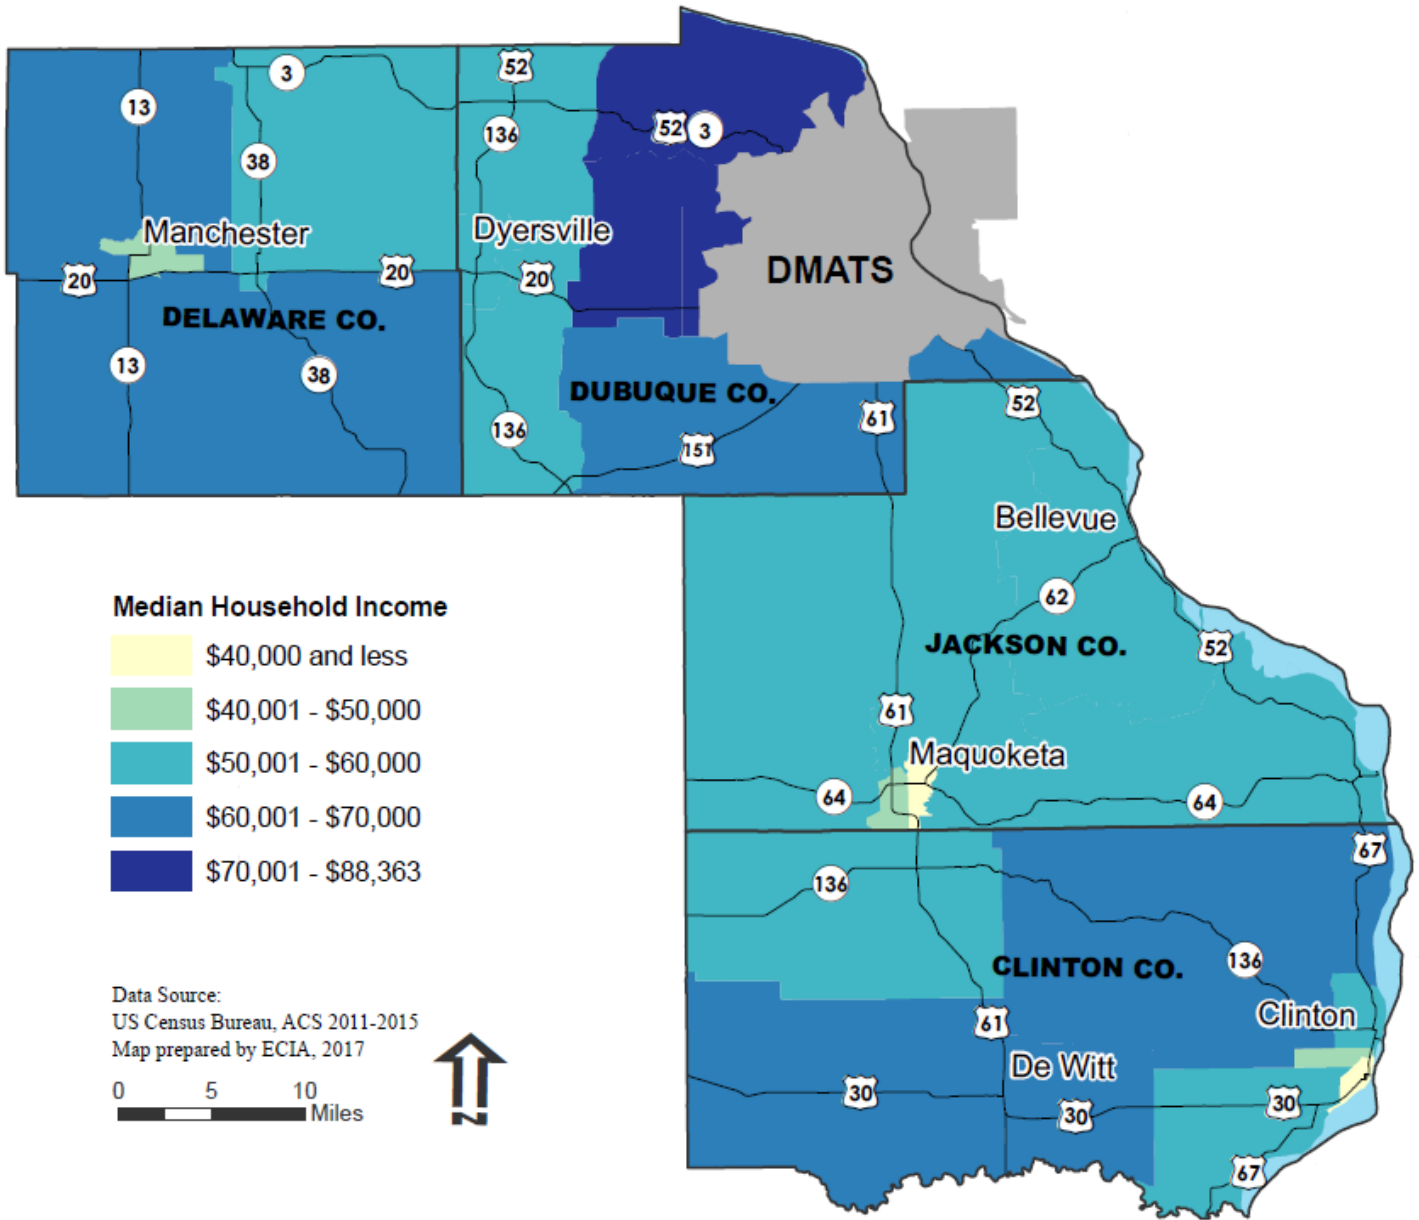 52
3
13
136
52
3
38
Manchester
Dyersville
20
20
20
DMATS
DELAWARE CO.
13
38
DUBUQUE CO.
52
61
136
151
Bellevue
62
JACKSON CO.
52
61
Maquoketa
64
64
Median Household Income
$40,000 and less
$40,001 - $50,000
$50,001 - $60,000
$60,001 - $70,000
$70,001 - $88,363
67
136
CLINTON CO.
136
Clinton
61
De Witt
30
30
30
67
Data Source:
US Census Bureau, ACS 2011-2015
Map prepared by ECIA, 2017
0 5 10
Miles
N